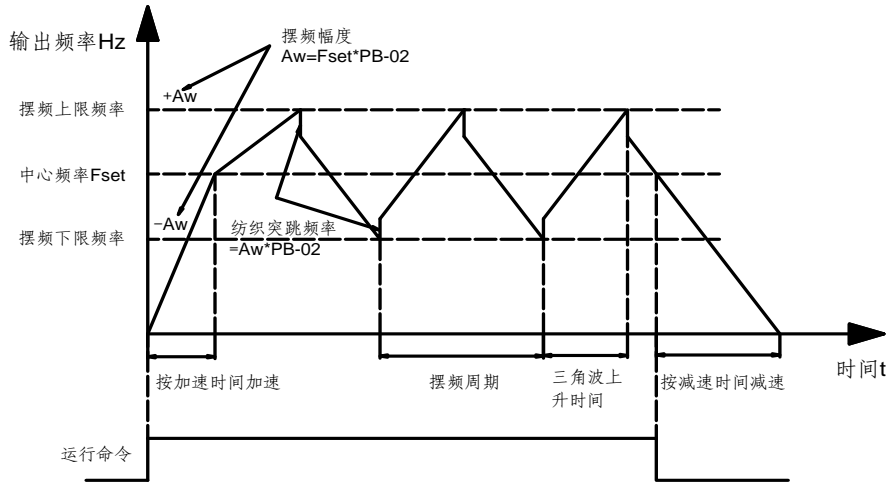 输出频率Hz
摆频幅度
Aw=Fset*PB-02
+Aw
摆频上限频率
中心频率Fset
−Aw
摆频下限频率
纺织突跳频率
=Aw*PB-02
时间t
按加速时间加速
摆频周期
三角波上
升时间
按减速时间减速
运行命令